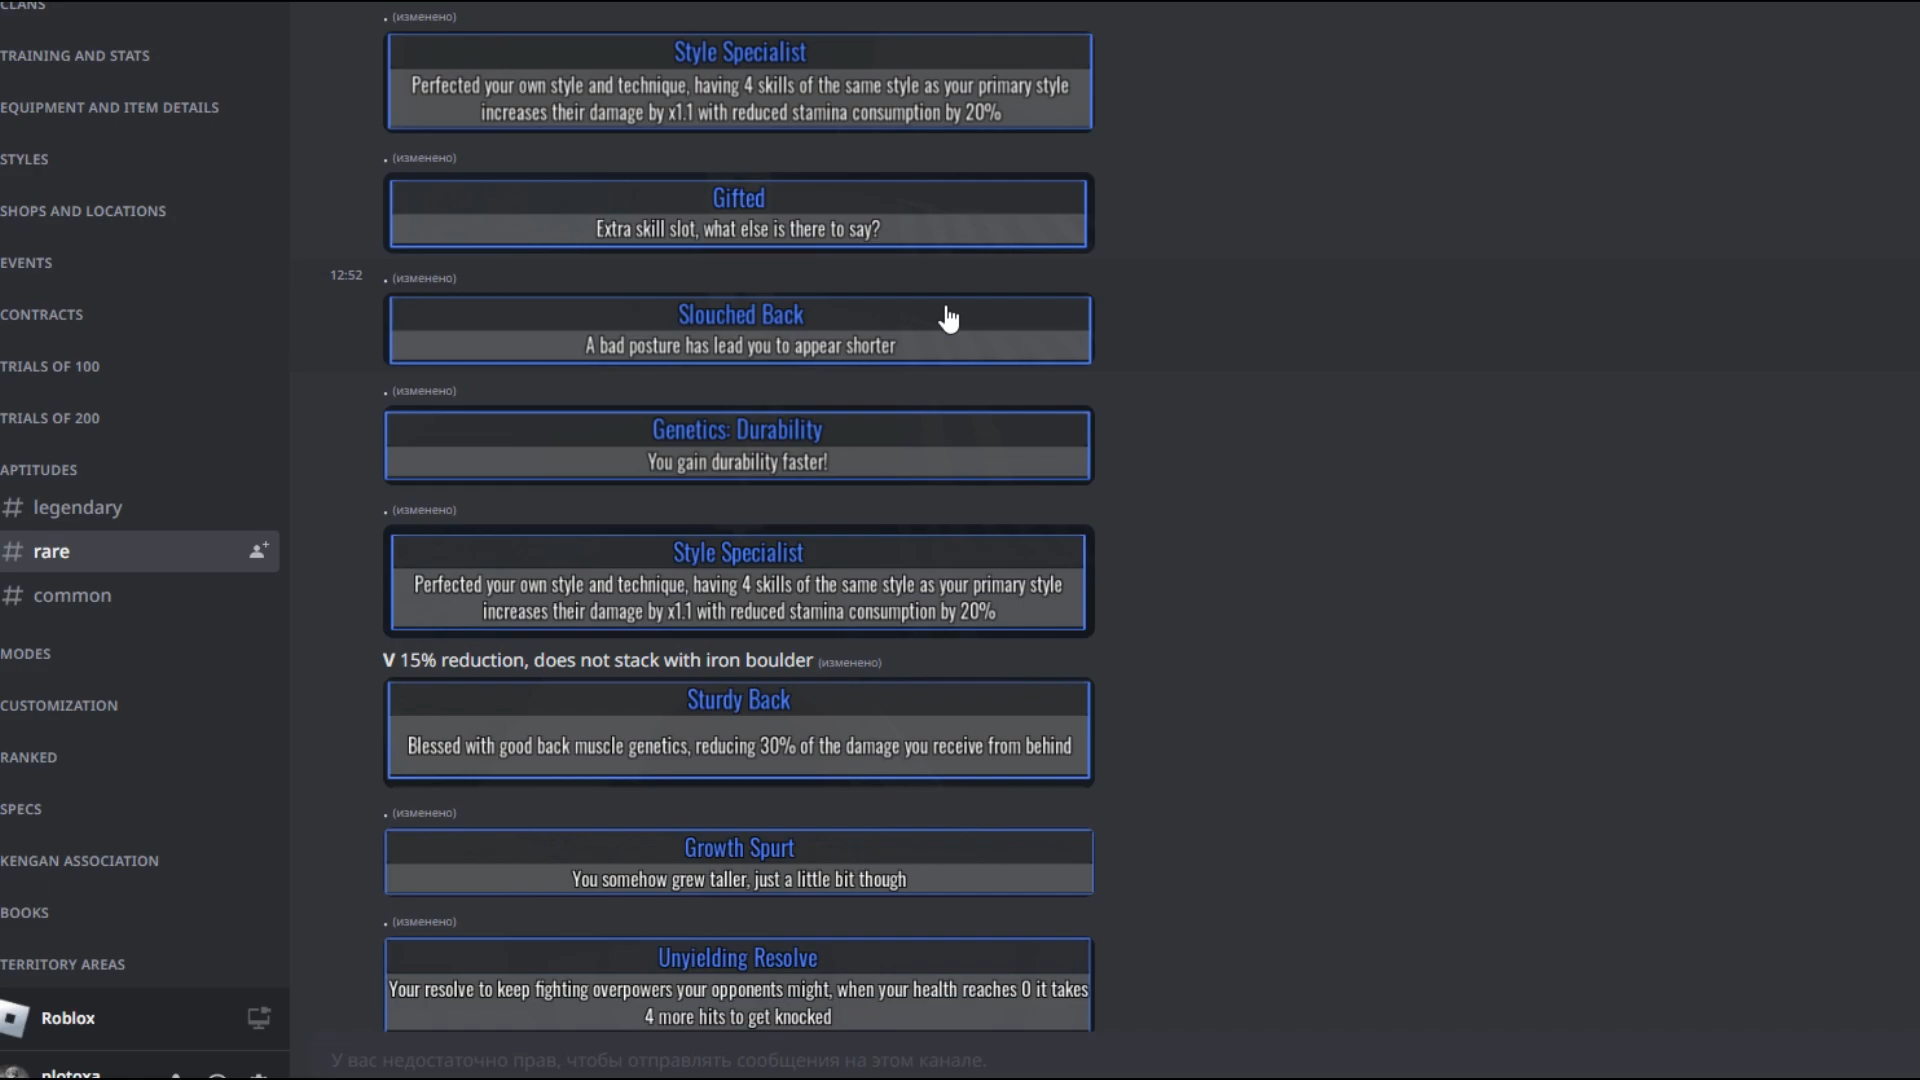 CLANS
TRAINING AND STATS
EQUIPMENT AND ITEM DETAILS
STYLES
SHOPS AND LOCATIONS
EVENTS
CONTRACTS
TRIALS OF 100
TRIALS OF 200
APTITUDES
# legendary
# rare
# common
MODES
CUSTOMIZATION
RANKED
SPECS
KENGAN ASSOCIATION
BOOKS
TERRITORY AREAS
Roblox
plotoxa
. (изменено)
Style Specialist
Perfected your own style and technique, having 4 skills of the same style as your primary style
increases their damage by x1.1 with reduced stamina consumption by 20%
. (изменено)
Gifted
Extra skill slot, what else is there to say?
12:52 . (изменено)
Slouched Back
A bad posture has lead you to appear shorter
. (изменено)
Genetics: Durability
You gain durability faster!
. (изменено)
Style Specialist
Perfected your own style and technique, having 4 skills of the same style as your primary style
increases their damage by x1.1 with reduced stamina consumption by 20%
V 15% reduction, does not stack with iron boulder (изменено)
Sturdy Back
Blessed with good back muscle genetics, reducing 30% of the damage you receive from behind
. (изменено)
Growth Spurt
You somehow grew taller, just a little bit though
. (изменено)
Unyielding Resolve
Your resolve to keep fighting overpowers your opponents might, when your health reaches 0 it takes
4 more hits to get knocked
У вас недостаточно прав, чтобы отправлять сообщения на этом канале.